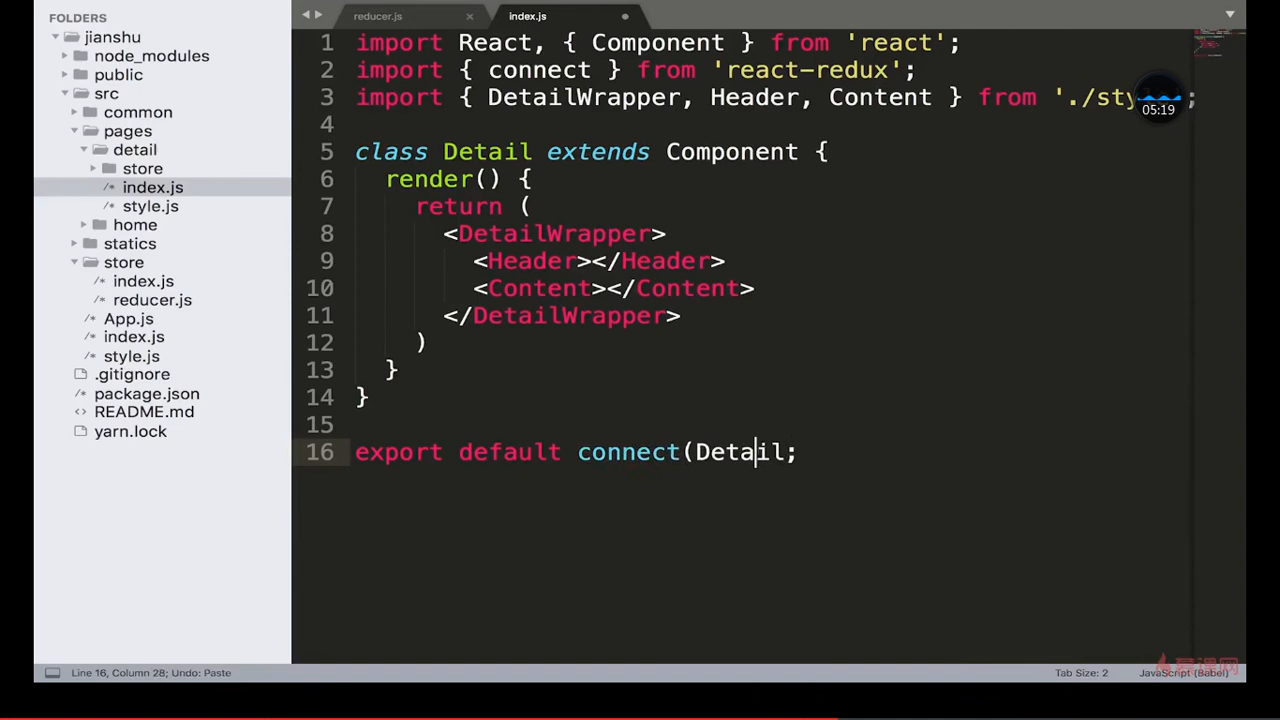 FOLDERS
jianshu
node_modules
public
src
common
pages
detail
store
index.js
style.js
home
statics
store
index.js
reducer.js
App.js
index.js
style.js
.gitignore
package.json
README.md
yarn.lock
reducer.js
index.js
1 import React, { Component } from 'react';
2 import { connect } from 'react-redux';
3 import { DetailWrapper, Header, Content } from './sty ;
05:19
4
5 class Detail extends Component {
6 render() {
7 return (
8 <DetailWrapper>
9 <Header></Header>
10 <Content></Content>
11 </DetailWrapper>
12 )
13 }
14 }
15
16 export default connect(Detail;
Line 16, Column 28; Undo: Paste
Tab Size: 2
JavaScript (Babel)
慕课网